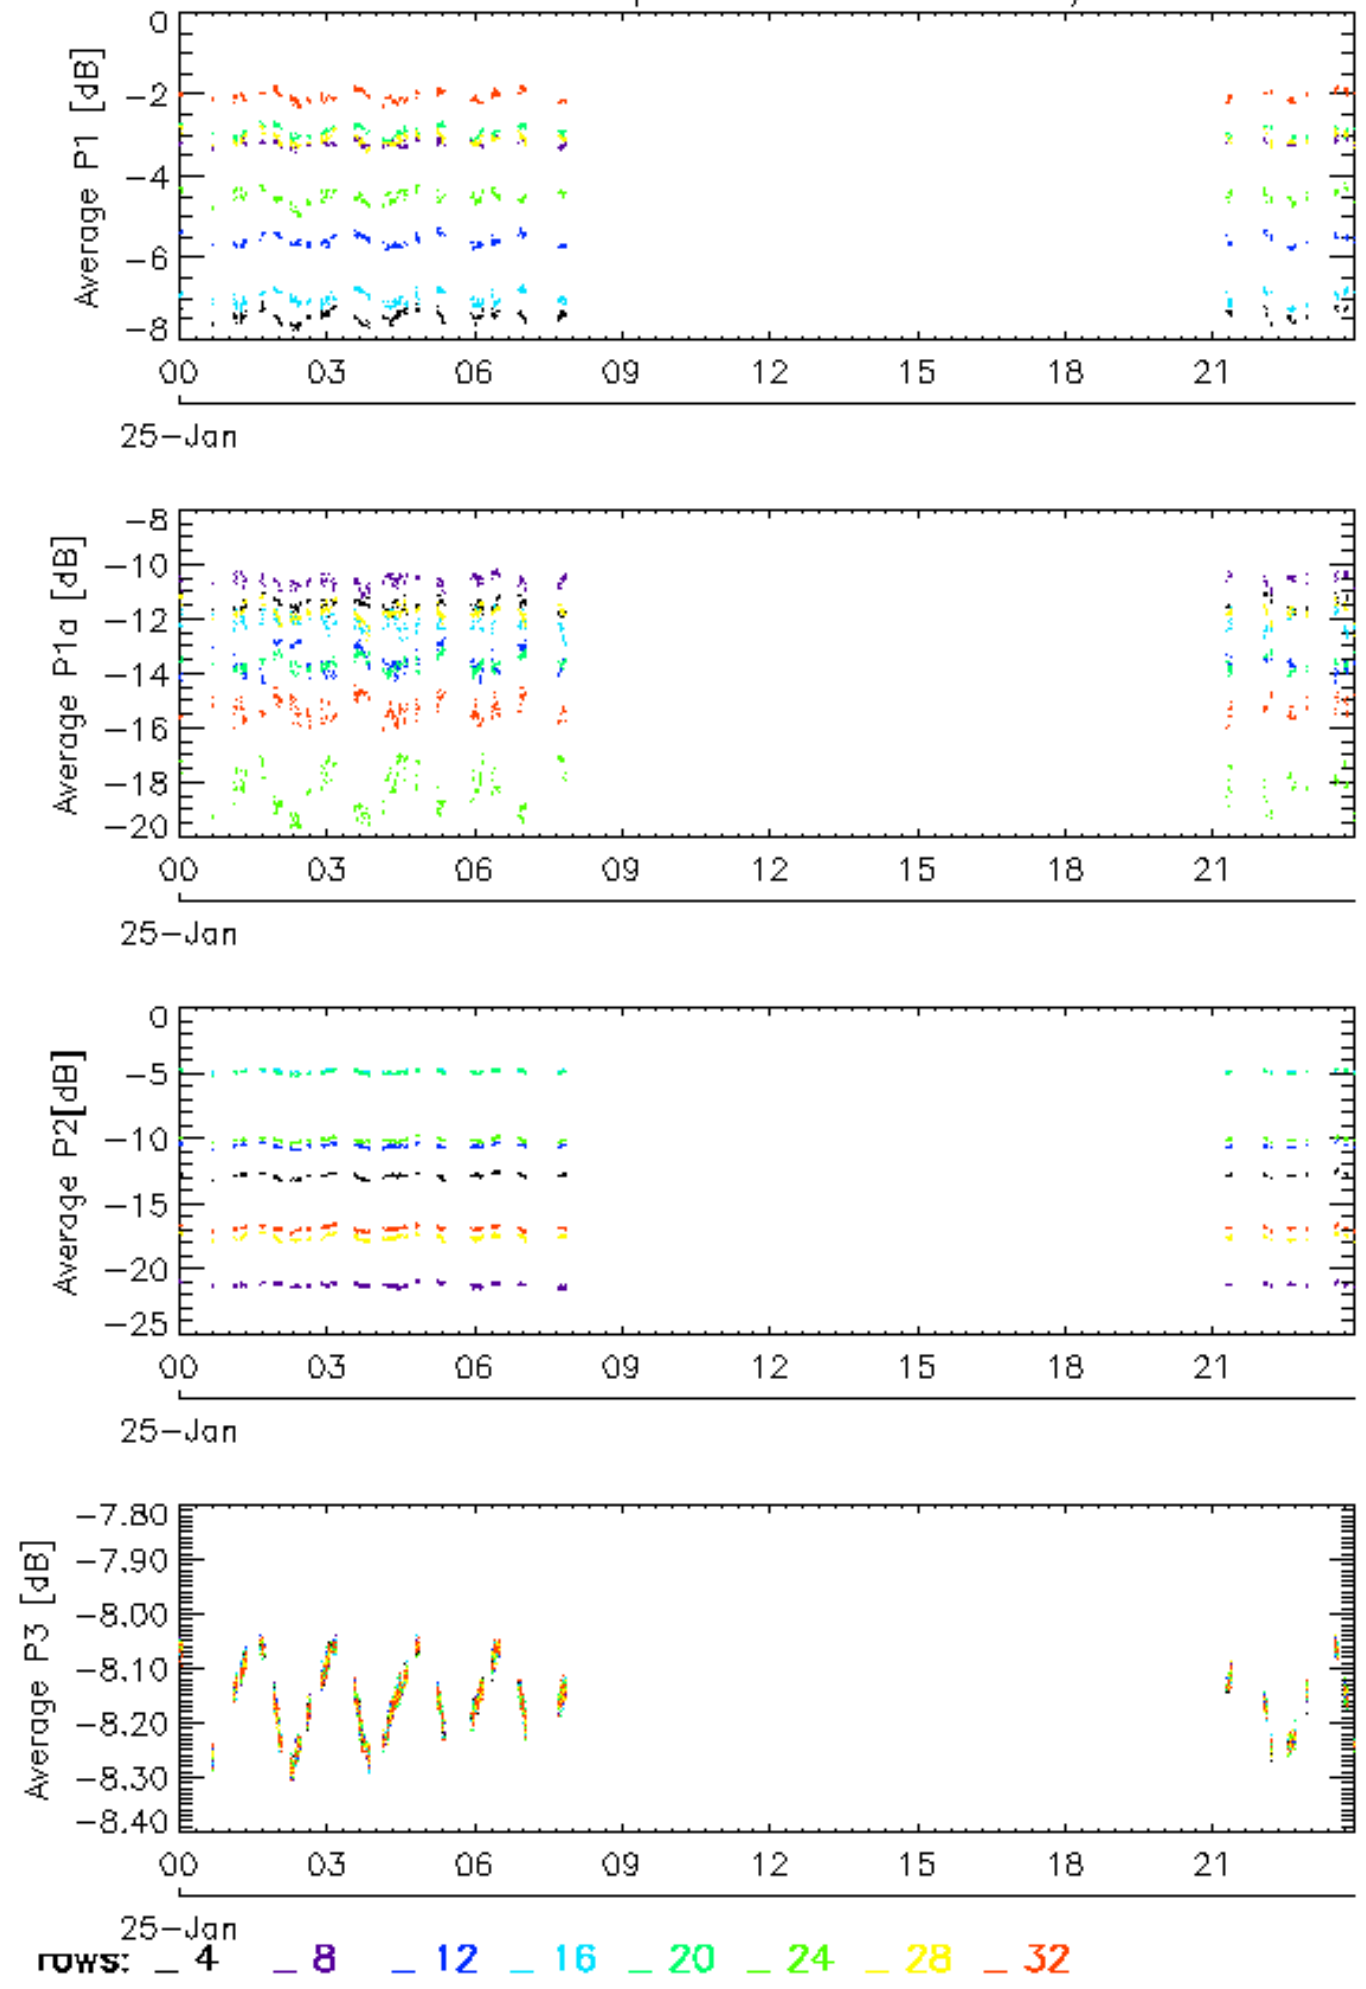 0
-2
-4
-6
-8
Average P1 [dB]
00 03 06 09 12 15 18 21
25-Jan
-8
-10
-12
-14
-16
-18
-20
Average P1a [dB]
00 03 06 09 12 15 18 21
25-Jan
0
-5
-10
-15
-20
-25
Average P2[dB]
00 03 06 09 12 15 18 21
25-Jan
-7.80
-7.90
-8.00
-8.10
-8.20
-8.30
-8.40
Average P3 [dB]
00 03 06 09 12 15 18 21
25-Jan
rows: _ 4 _ 8 _ 12 _ 16 _ 20 _ 24 _ 28 _ 32